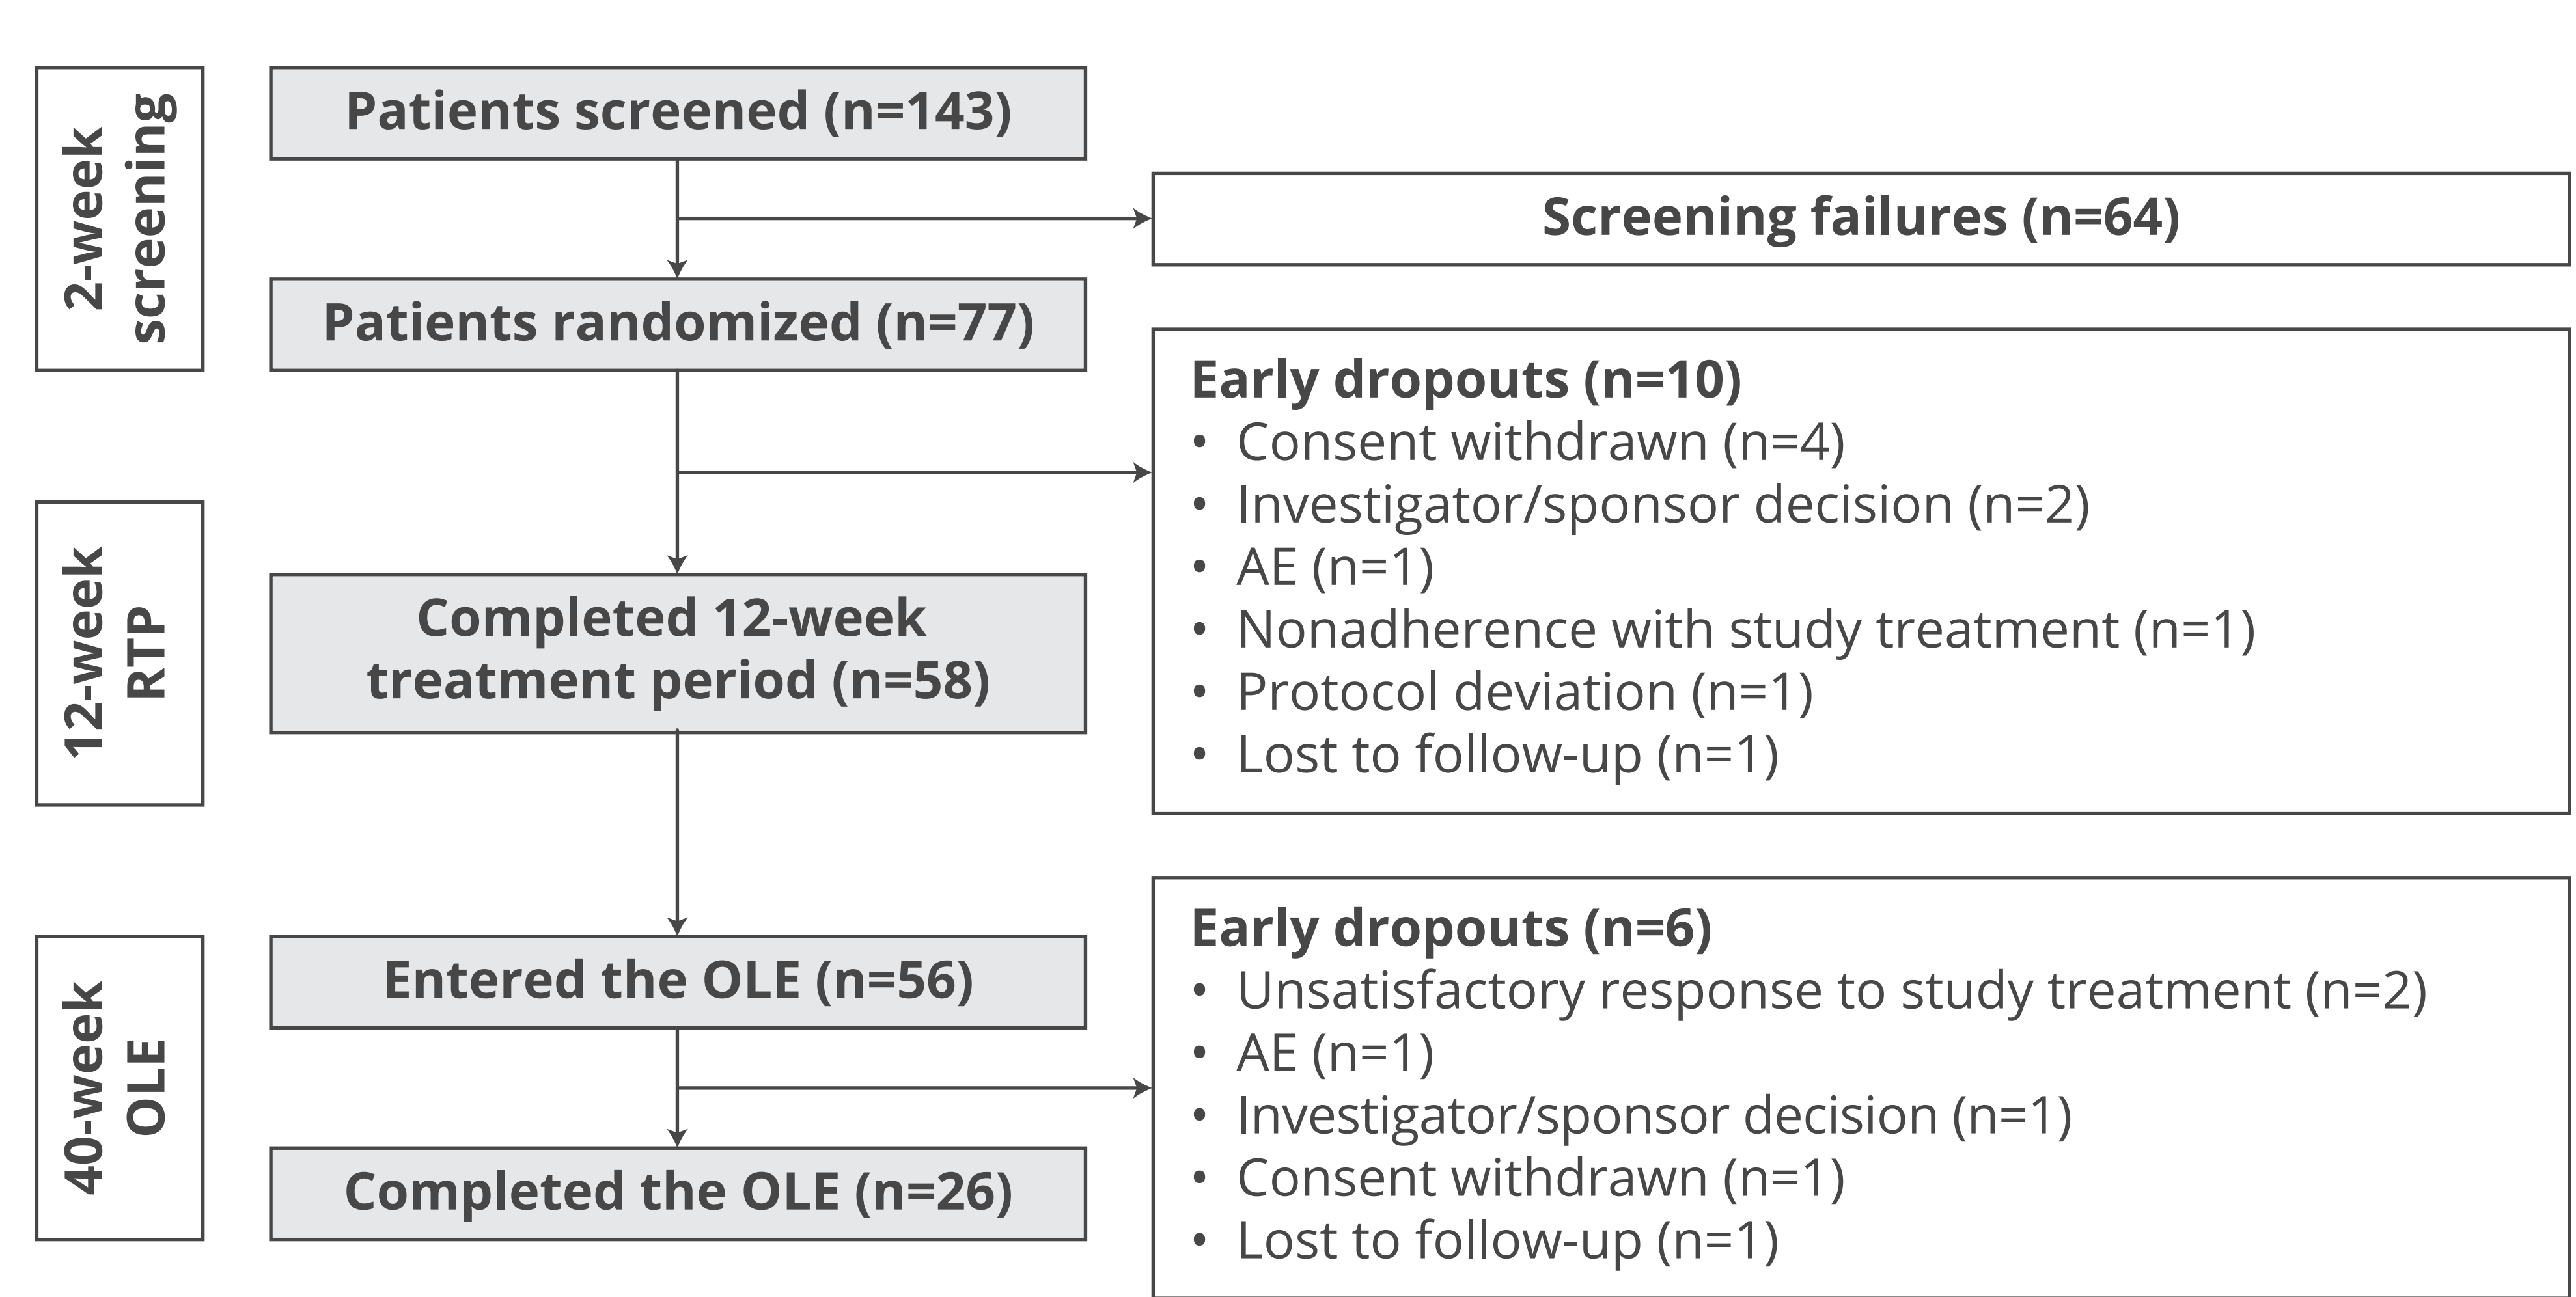 2-week
screening
Patients screened (n=143)
Screening failures (n=64)
Patients randomized (n=77)
12-week
RTP
Early dropouts (n=10)
• Consent withdrawn (n=4)
• Investigator/sponsor decision (n=2)
• AE (n=1)
• Nonadherence with study treatment (n=1)
• Protocol deviation (n=1)
• Lost to follow-up (n=1)
Completed 12-week
treatment period (n=58)
40-week
OLE
Entered the OLE (n=56)
Early dropouts (n=6)
• Unsatisfactory response to study treatment (n=2)
• AE (n=1)
• Investigator/sponsor decision (n=1)
• Consent withdrawn (n=1)
• Lost to follow-up (n=1)
Completed the OLE (n=26)